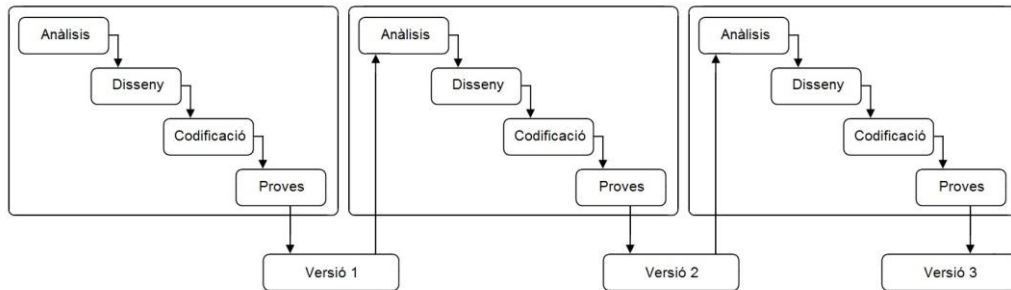 Anàlisis
Disseny
Codificació
Proves
Versió 1
Anàlisis
Disseny
Codificació
Proves
Versió 2
Anàlisis
Disseny
Codificació
Proves
Versió 3